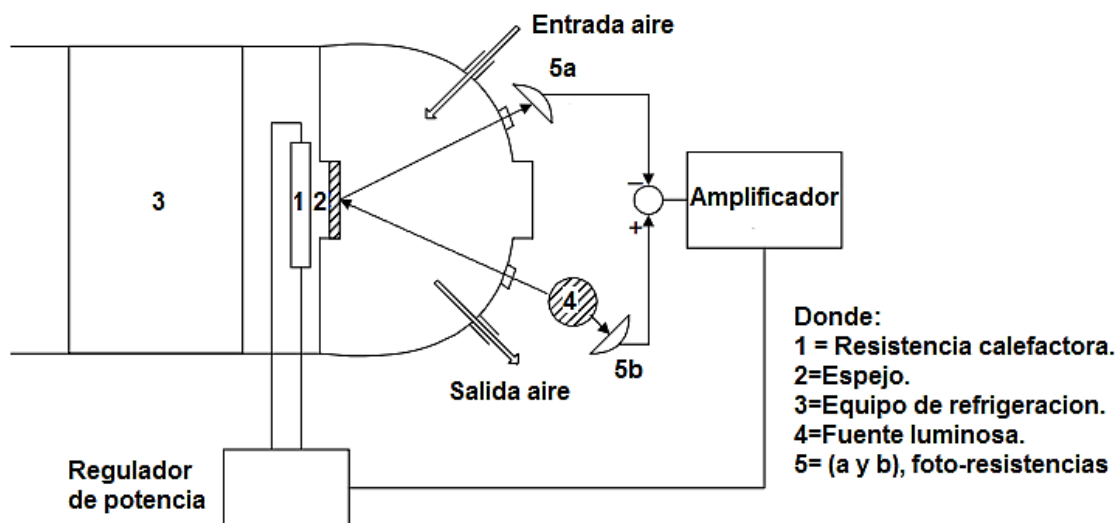 Entrada aire
5a
3
1
2
Amplificador
−
+
4
5b
Salida aire
Donde:
1 = Resistencia calefactora.
2=Espejo.
3=Equipo de refrigeracion.
4=Fuente luminosa.
5= (a y b), foto-resistencias
Regulador
de potencia